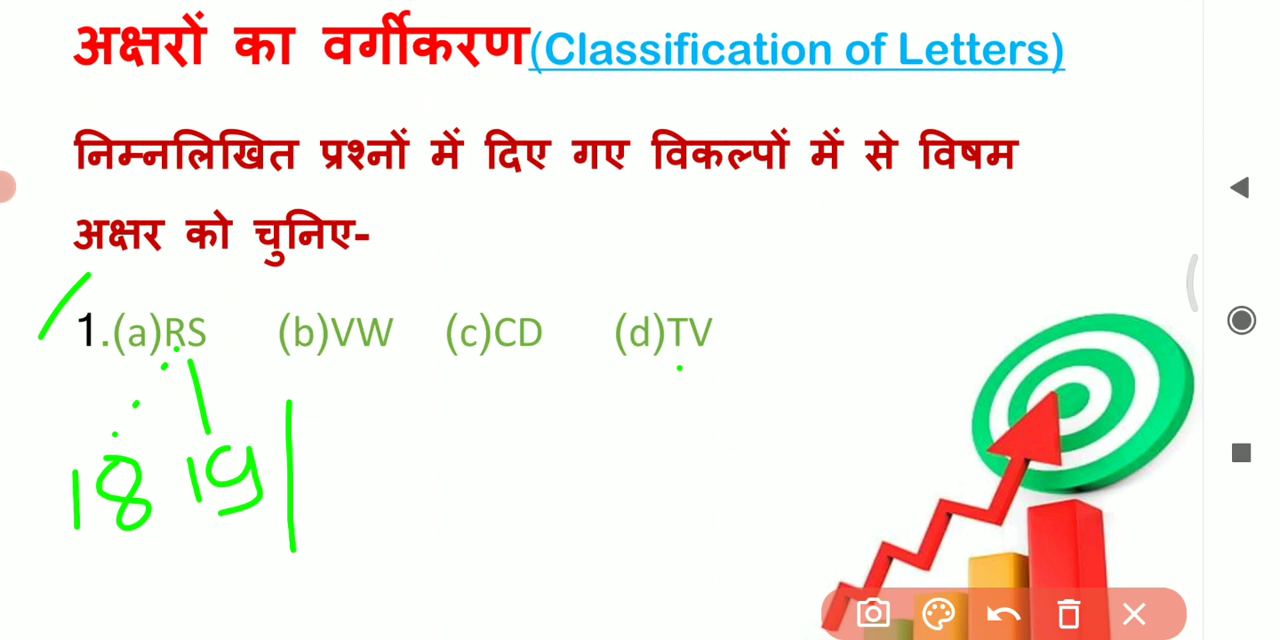 अक्षरों का वर्गीकरण(Classification of Letters)
निम्नलिखित प्रश्नों में दिए गए विकल्पों में से विषम
अक्षर को चुनिए-
1.(a)RS (b)VW (c)CD (d)TV
18 19